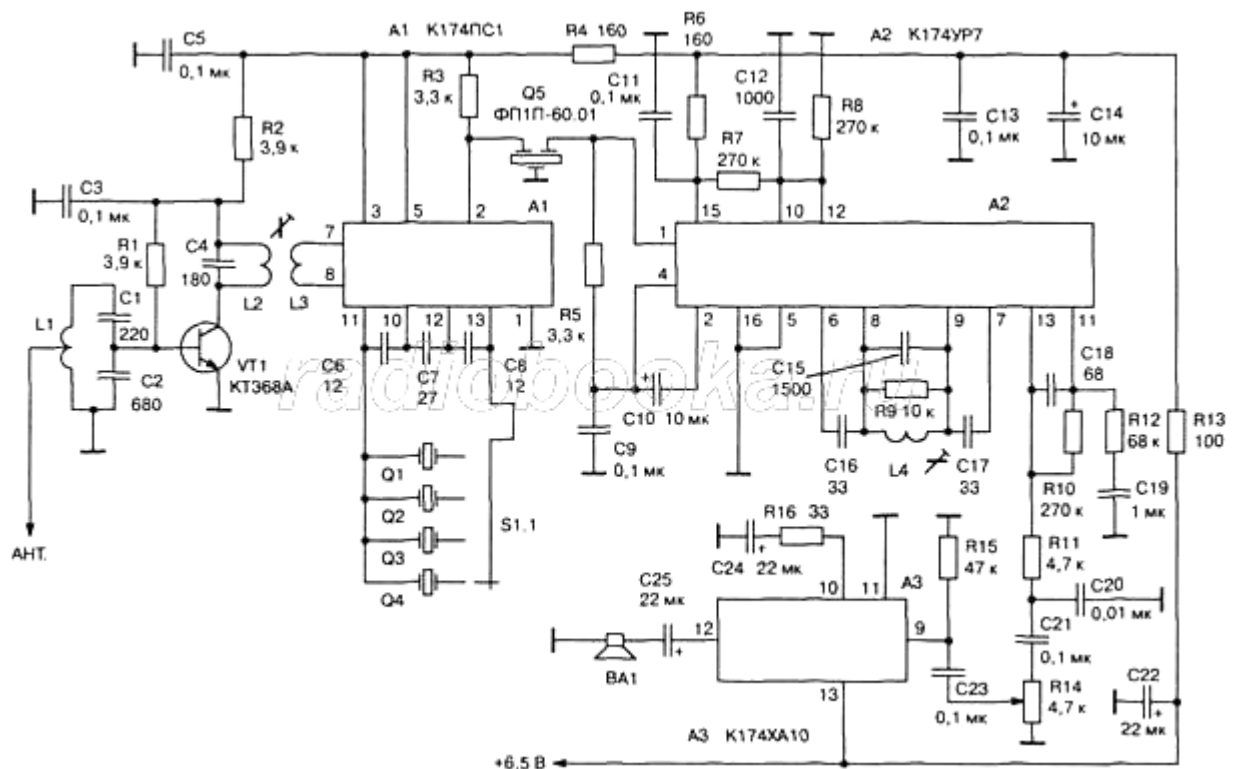 C5
0,1 мк
A1 К174ПС1
R4 160
R6
160
A2 К174УР7
R3
3,3 к
Q5
ФП1П-60.01
C11
0,1 мк
C12
1000
R8
270 к
C13
0,1 мк
C14
+
10 мк
R2
3,9 к
R7
270 к
C3
0,1 мк
3
5
2
A1
15
10
12
A2
R1
3,9 к
C4
180
7
8
1
4
L1
C1
220
L2
L3
11
10
12
13
1
R5
3,3 к
2
16
5
6
8
9
7
13
11
VT1
КТ368А
C2
680
C6
12
C7
27
C8
12
radiobooka.ru
C15
1500
C18
68
R9 10 к
C10
+
10 мк
R12
68 к
R13
100
C9
0,1 мк
C16
33
L4
C17
33
Q1
Q2
Q3
Q4
S1.1
R10
270 к
C19
1 мк
АНТ.
R16 33
C24
+
22 мк
R15
47 к
R11
4,7 к
C25
22 мк
10
11
A3
C20
0,01 мк
12
9
+
BA1
C21
0,1 мк
13
C23
0,1 мк
R14
4,7 к
C22
+
22 мк
A3 К174ХА10
+6,5 В